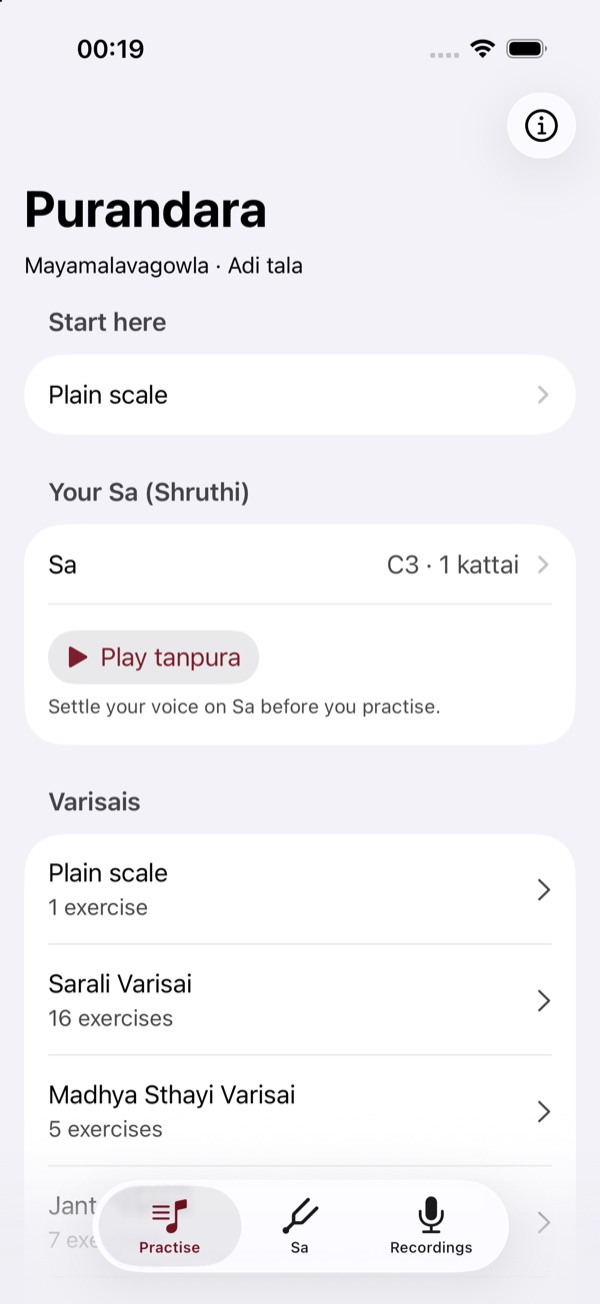 00:19
Purandara
Mayamalavagowla · Adi tala
Start here
Plain scale
Your Sa (Shruthi)
Sa C3 · 1 kattai
Play tanpura
Settle your voice on Sa before you practise.
Varisais
Plain scale
1 exercise
Sarali Varisai
16 exercises
Madhya Sthayi Varisai
5 exercises
Practise Sa Recordings